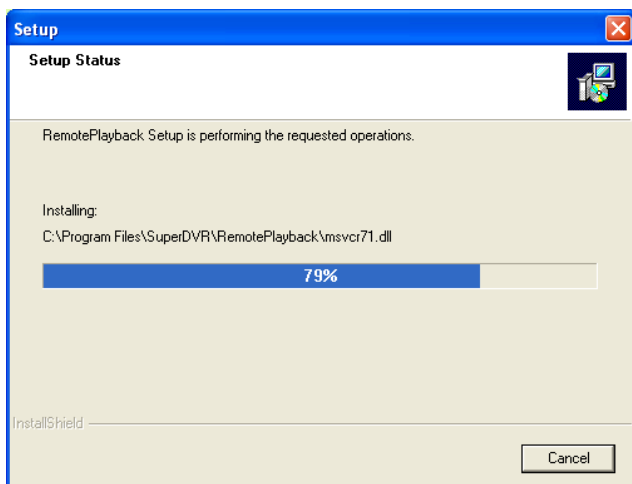 Setup
Setup Status
RemotePlayback Setup is performing the requested operations.
Installing:
C:\Program Files\SuperDVR\RemotePlayback\msvcr71.dll
79%
InstallShield
Cancel